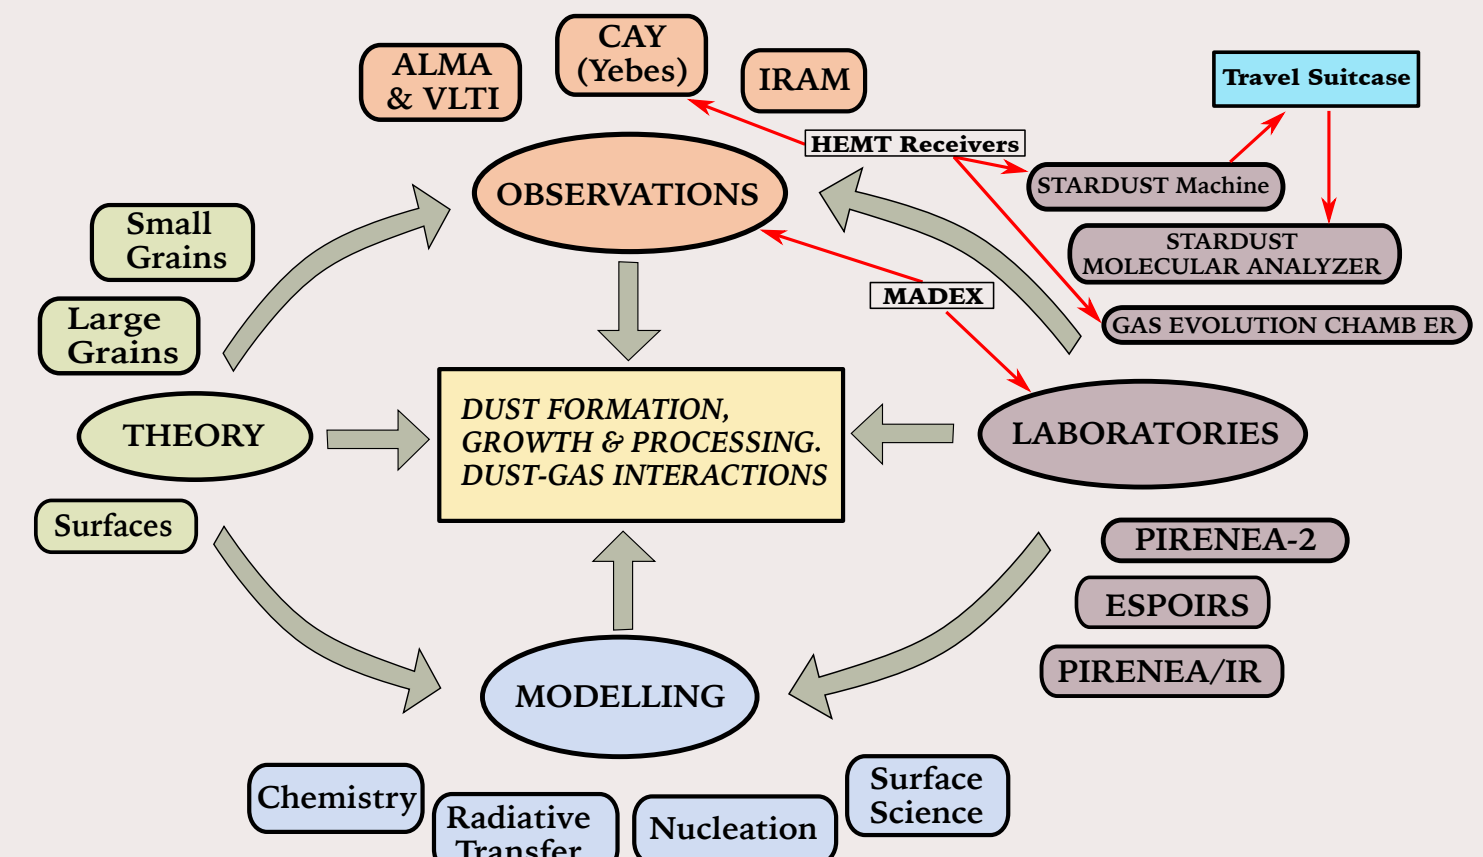 CAY
(Yebes)
ALMA
& VLTI
IRAM
Travel Suitcase
HEMT Receivers
OBSERVATIONS
STARDUST Machine
Small
Grains
STARDUST
MOLECULAR ANALYZER
MADEX
Large
Grains
GAS EVOLUTION CHAMB ER
THEORY
DUST FORMATION,
GROWTH & PROCESSING.
DUST-GAS INTERACTIONS
LABORATORIES
Surfaces
PIRENEA-2
ESPOIRS
PIRENEA/IR
MODELLING
Chemistry
Radiative
Transfer
Nucleation
Surface
Science